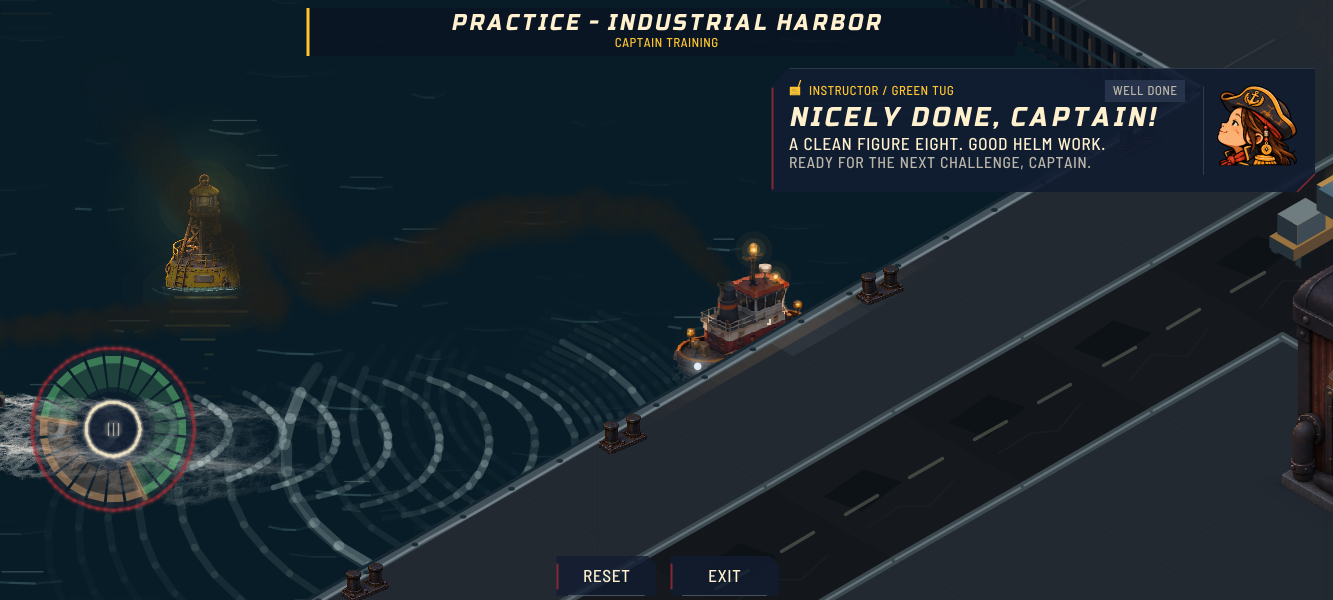 PRACTICE - INDUSTRIAL HARBOR
CAPTAIN TRAINING
INSTRUCTOR / GREEN TUG
WELL DONE
NICELY DONE, CAPTAIN!
A CLEAN FIGURE EIGHT. GOOD HELM WORK.
READY FOR THE NEXT CHALLENGE, CAPTAIN.
RESET
EXIT